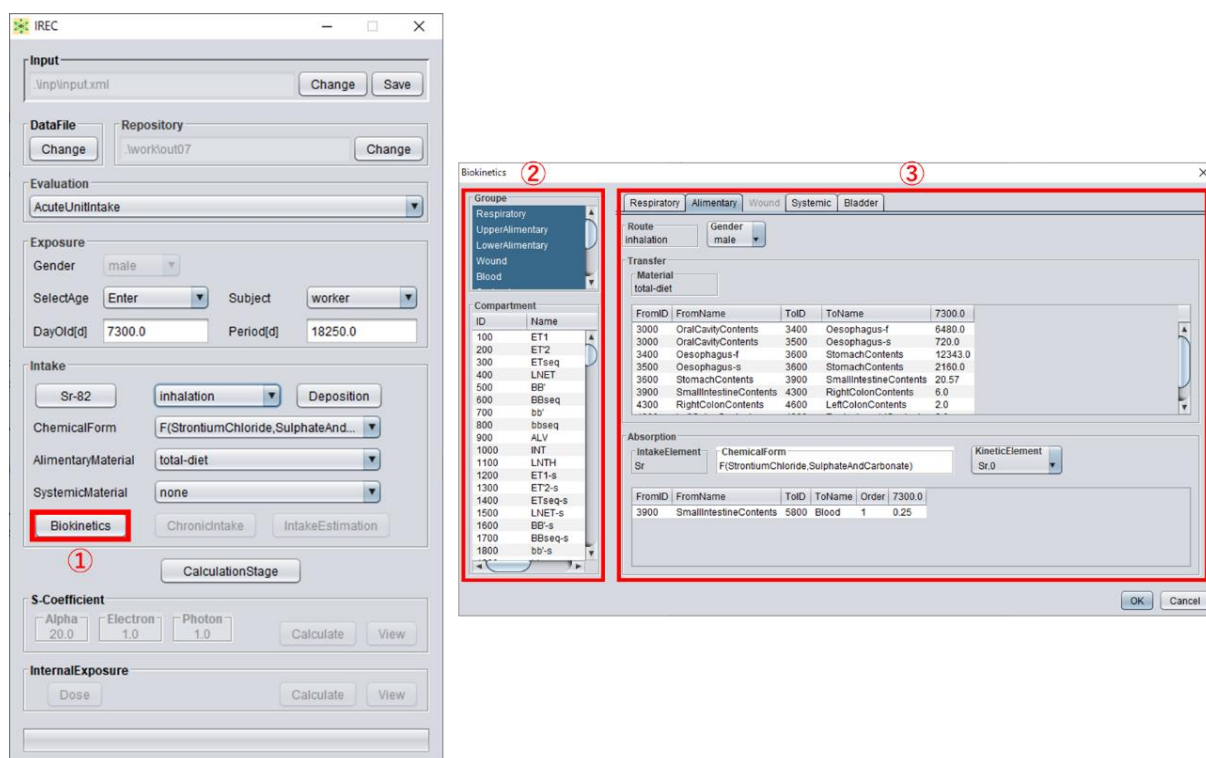 IREC
Input
.\inp\input.xml Change Save
DataFile Repository
Change .\work\out07 Change
Evaluation
AcuteUnitIntake
Exposure
Gender male
SelectAge Enter Subject worker
DayOld[d] 7300.0 Period[d] 18250.0
Intake
Sr-82 inhalation Deposition
ChemicalForm F(StrontiumChloride,SulphateAnd...
AlimentaryMaterial total-diet
SystemicMaterial none
Biokinetics ChronicIntake IntakeEstimation
①
CalculationStage
S-Coefficient
Alpha Electron Photon
20.0 1.0 1.0 Calculate View
InternalExposure
Dose Calculate View
Biokinetics ② ③
Groupe
Respiratory
UpperAlimentary
LowerAlimentary
Wound
Blood
Compartment
ID Name
100 ET1
200 ET'2
300 ETseq
400 LNET
500 BB'
600 BBseq
700 bb'
800 bbseq
900 ALV
1000 INT
1100 LNTH
1200 ET1-s
1300 ET'2-s
1400 ETseq-s
1500 LNET-s
1600 BB'-s
1700 BBseq-s
1800 bb'-s
Respiratory Alimentary Wound Systemic Bladder
Route Gender
inhalation male
Transfer
Material
total-diet
FromID FromName ToID ToName 7300.0
3000 OralCavityContents 3400 Oesophagus-f 6480.0
3000 OralCavityContents 3500 Oesophagus-s 720.0
3400 Oesophagus-f 3600 StomachContents 12343.0
3500 Oesophagus-s 3600 StomachContents 2160.0
3600 StomachContents 3900 SmallIntestineContents 20.57
3900 SmallIntestineContents 4300 RightColonContents 6.0
4300 RightColonContents 4600 LeftColonContents 2.0
Absorption
IntakeElement ChemicalForm KineticElement
Sr F(StrontiumChloride,SulphateAndCarbonate) Sr.0
FromID FromName ToID ToName Order 7300.0
3900 SmallIntestineContents 5800 Blood 1 0.25
OK Cancel